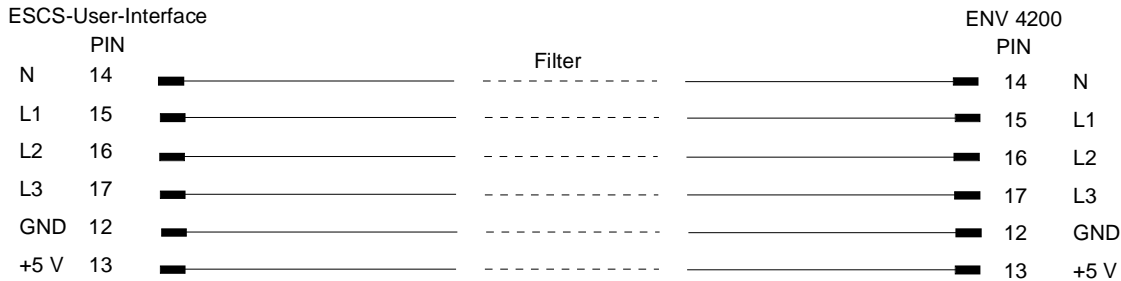 ESCS-User-Interface ENV 4200
PIN PIN
Filter
N 14 14 N
L1 15 15 L1
L2 16 16 L2
L3 17 17 L3
GND 12 12 GND
+5 V 13 13 +5 V